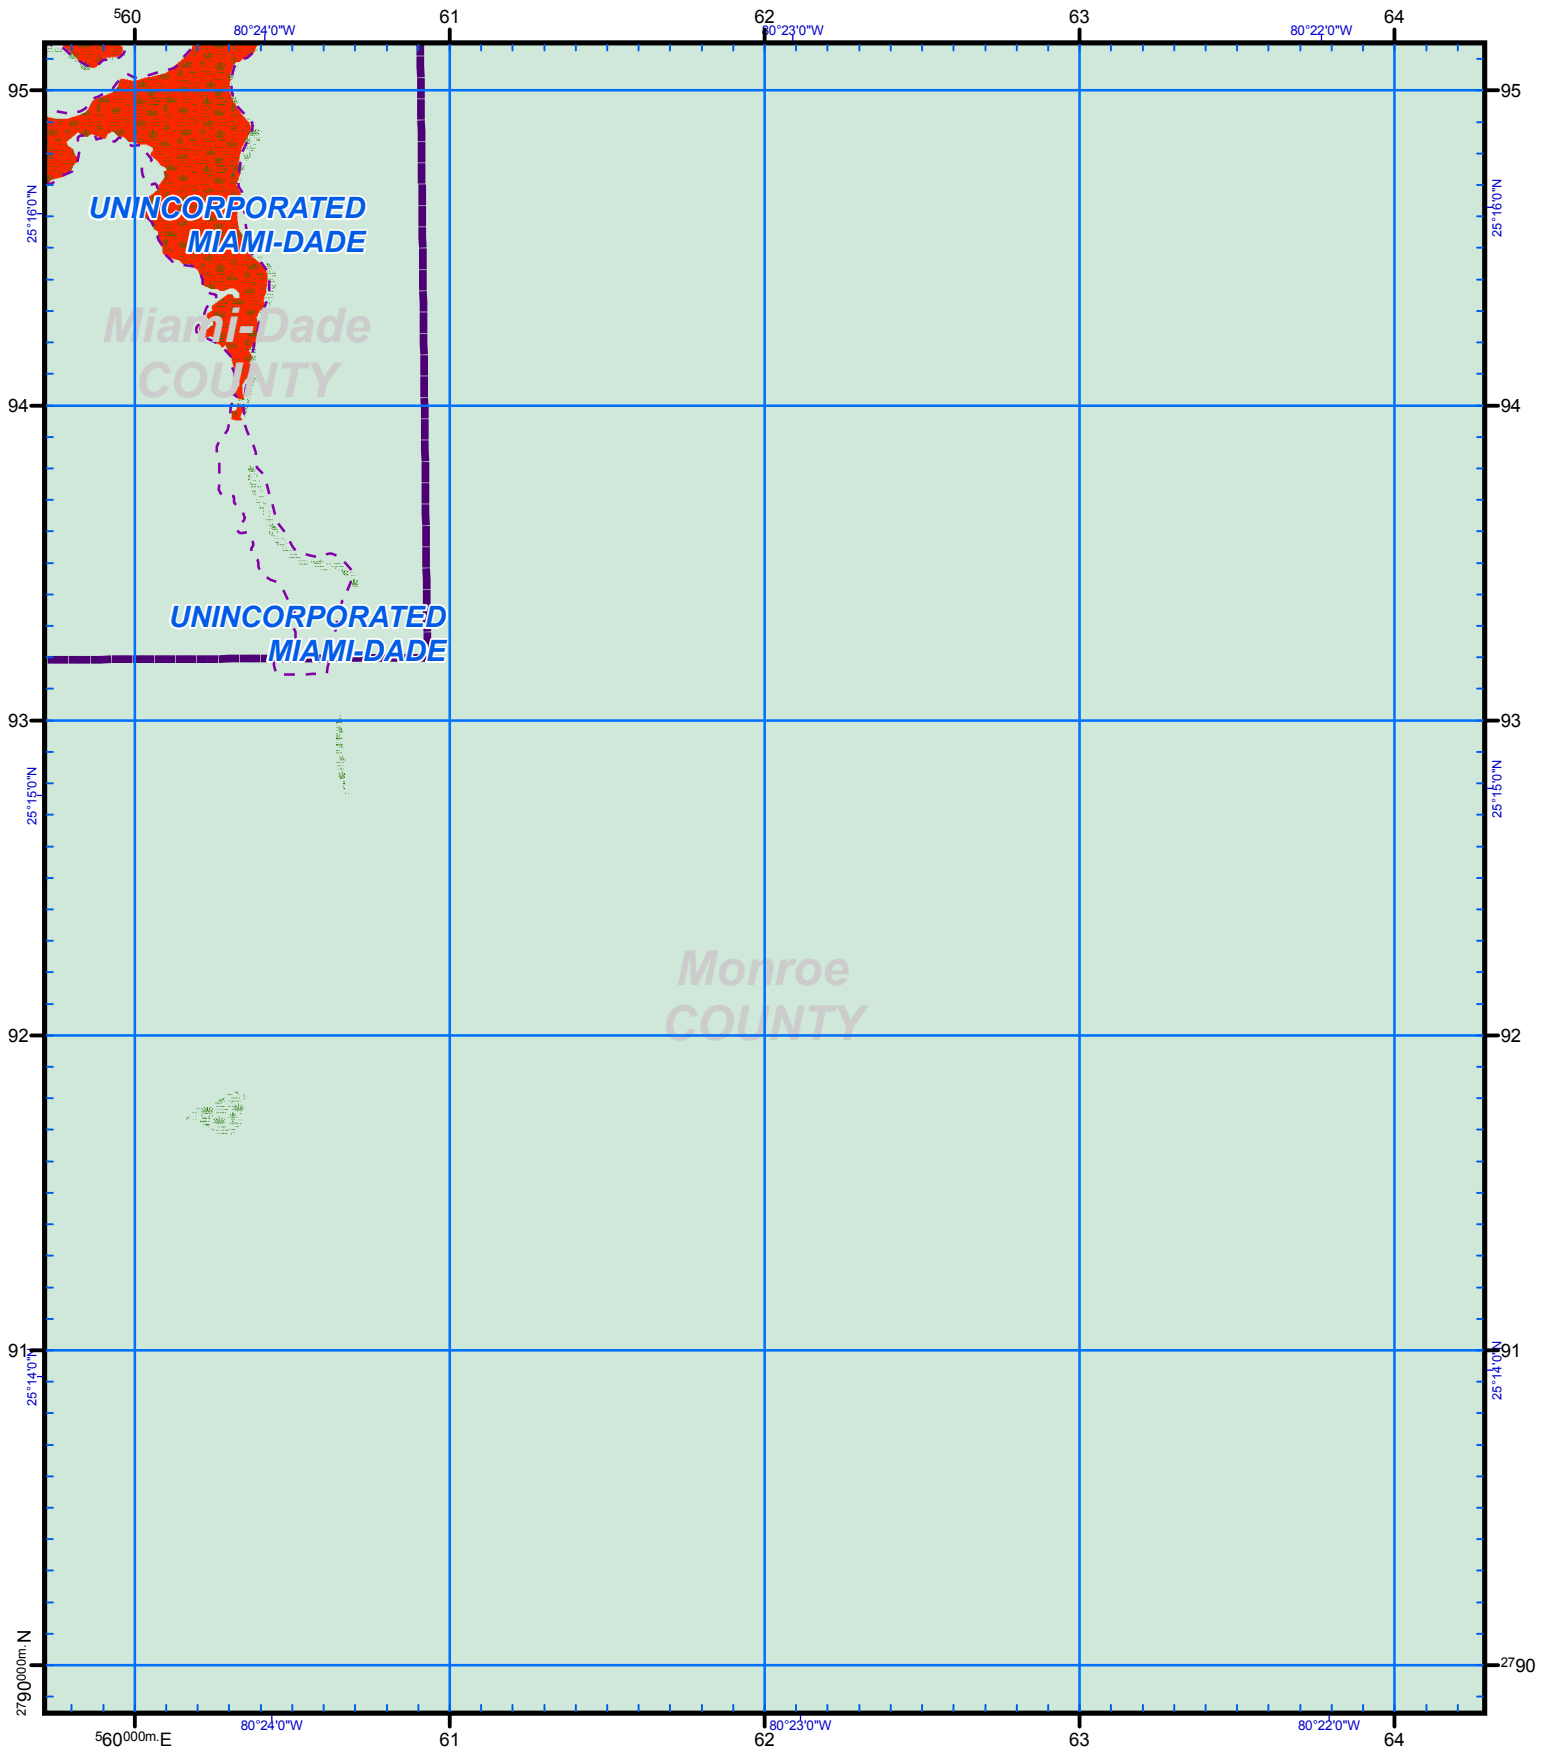 ⁵60 61 62 63 64
80°24'0"W 80°23'0"W 80°22'0"W
95 95
25°16'0"N 25°16'0"N
UNINCORPORATED
MIAMI-DADE
Miami-Dade
COUNTY
94 94
UNINCORPORATED
MIAMI-DADE
93 93
25°15'0"N 25°15'0"N
Monroe
COUNTY
92 92
91 91
25°14'0"N 25°14'0"N
²⁷90⁰⁰⁰ᵐ·N ²⁷90
80°24'0"W 80°23'0"W 80°22'0"W
⁵60⁰⁰⁰ᵐ·E 61 62 63 64